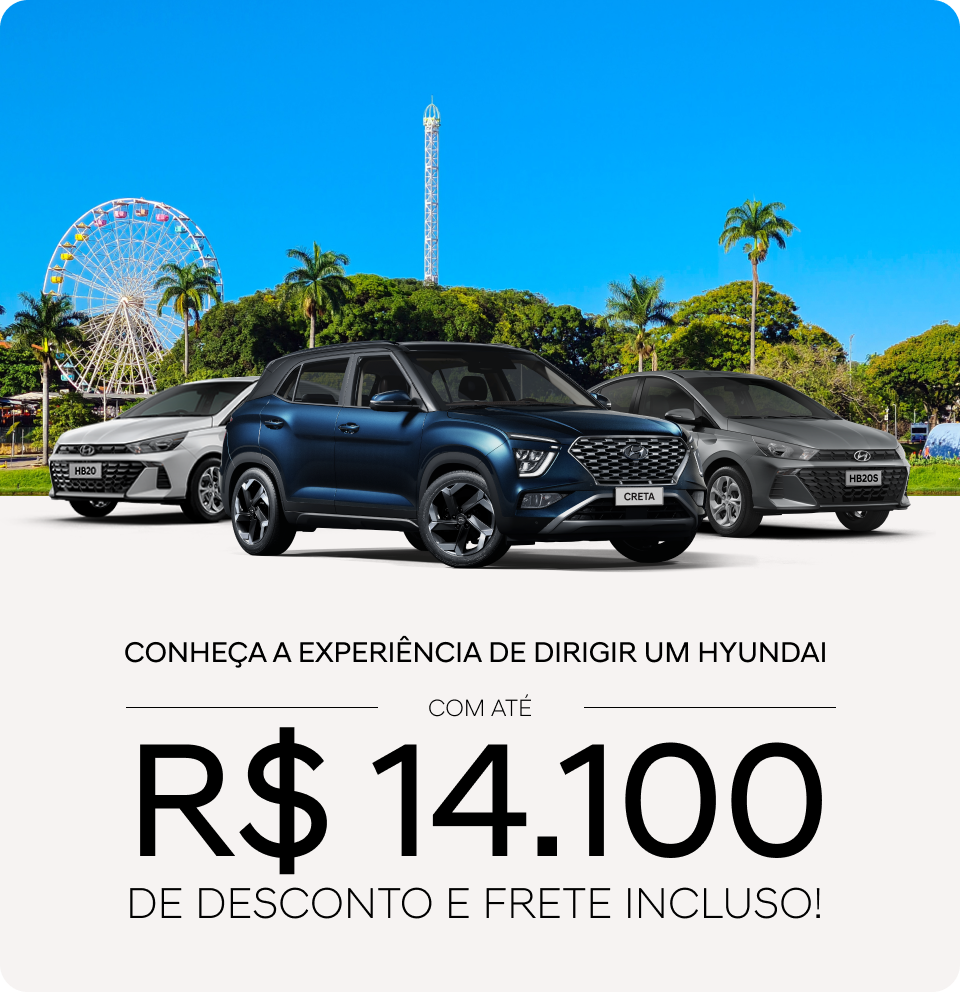 HB20
CRETA
HB20S
CONHEÇA A EXPERIÊNCIA DE DIRIGIR UM HYUNDAI
COM ATÉ
R$ 14.100
DE DESCONTO E FRETE INCLUSO!